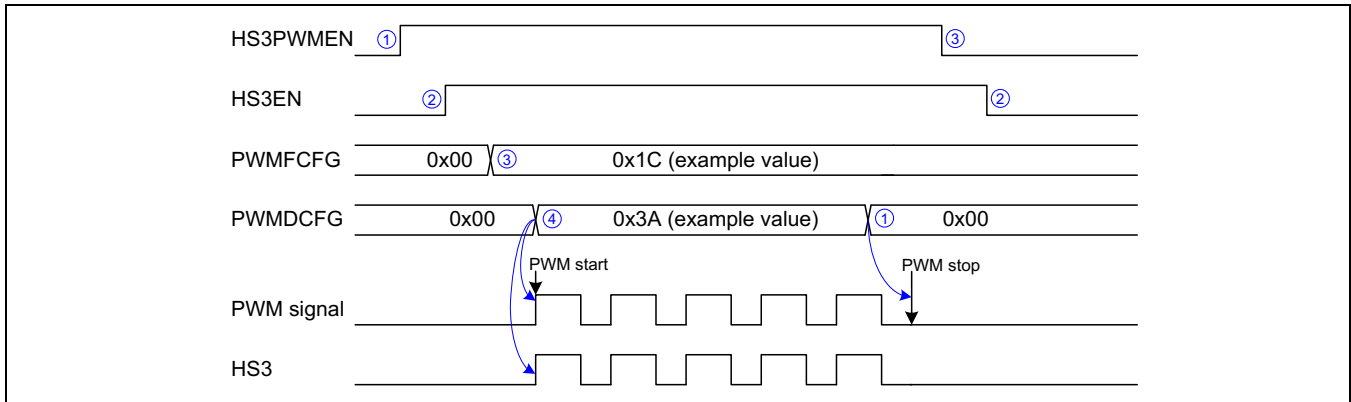 HS3PWMEN ① ③
HS3EN ② ②
PWMFCFG 0x00 ③ 0x1C (example value)
PWMDCFG 0x00 ④ 0x3A (example value) ① 0x00
PWM start PWM stop
PWM signal
HS3